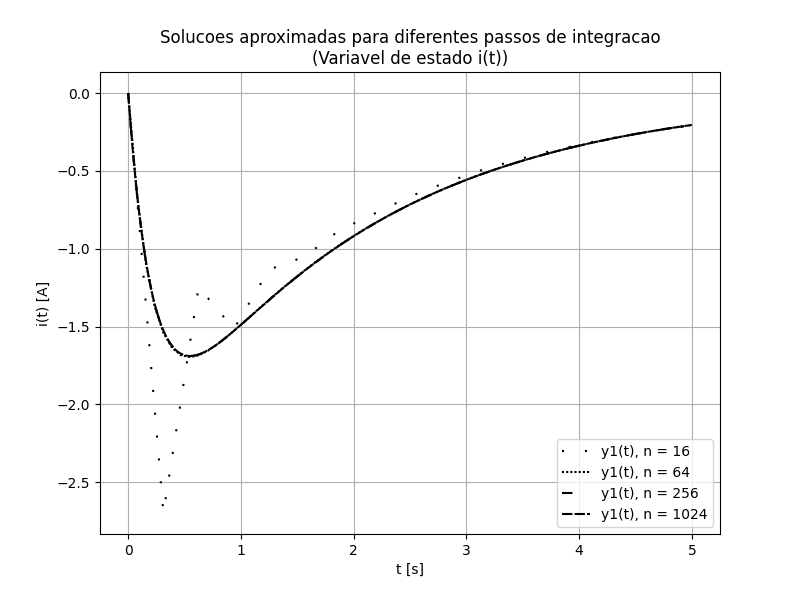 Solucoes aproximadas para diferentes passos de integracao
(Variavel de estado i(t))
0.0
−0.5
−1.0
−1.5
−2.0
−2.5
i(t) [A]
0
1
2
3
4
5
t [s]
y1(t), n = 16
y1(t), n = 64
y1(t), n = 256
y1(t), n = 1024